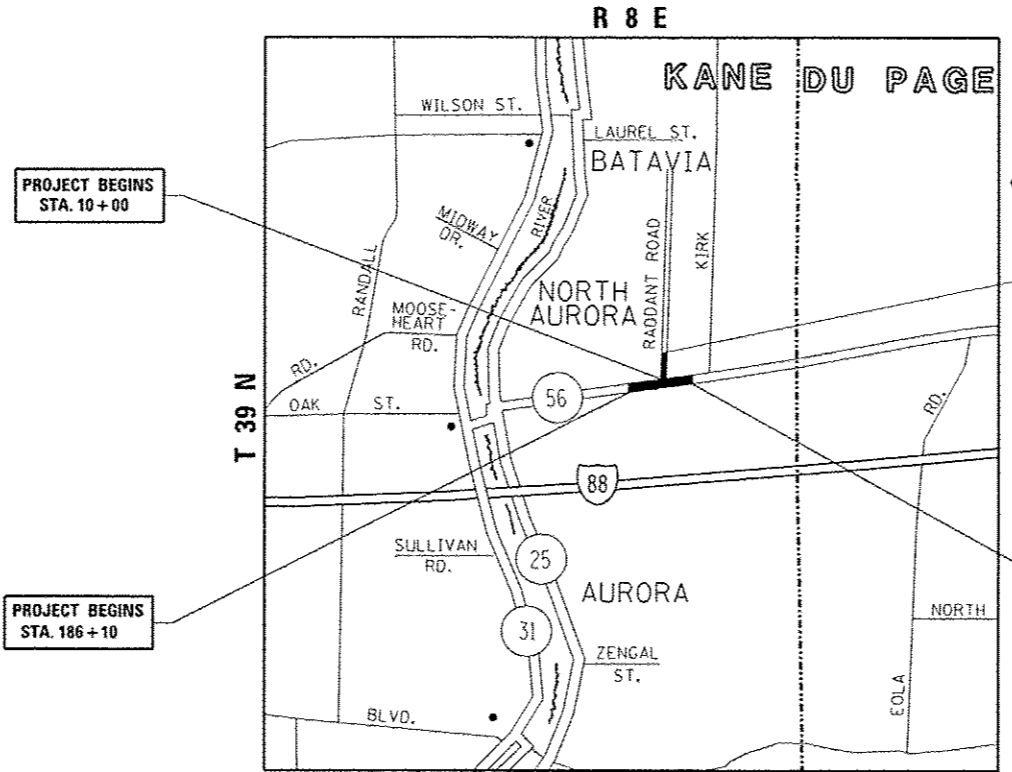 R 8 E
KANE DU PAGE
WILSON ST.
LAUREL ST.
BATAVIA
PROJECT BEGINS
STA. 10+00
MIDWAY
DR.
RIVER
RANDALL
RADDANT ROAD
KIRK
NORTH
AURORA
MOOSE-
HEART
RD.
RD.
OAK ST.
56
RD.
T 39 N
88
SULLIVAN
RD.
25
AURORA
PROJECT BEGINS
STA. 186+10
31
NORTH
ZENGAL
ST.
EOLA
BLVD.